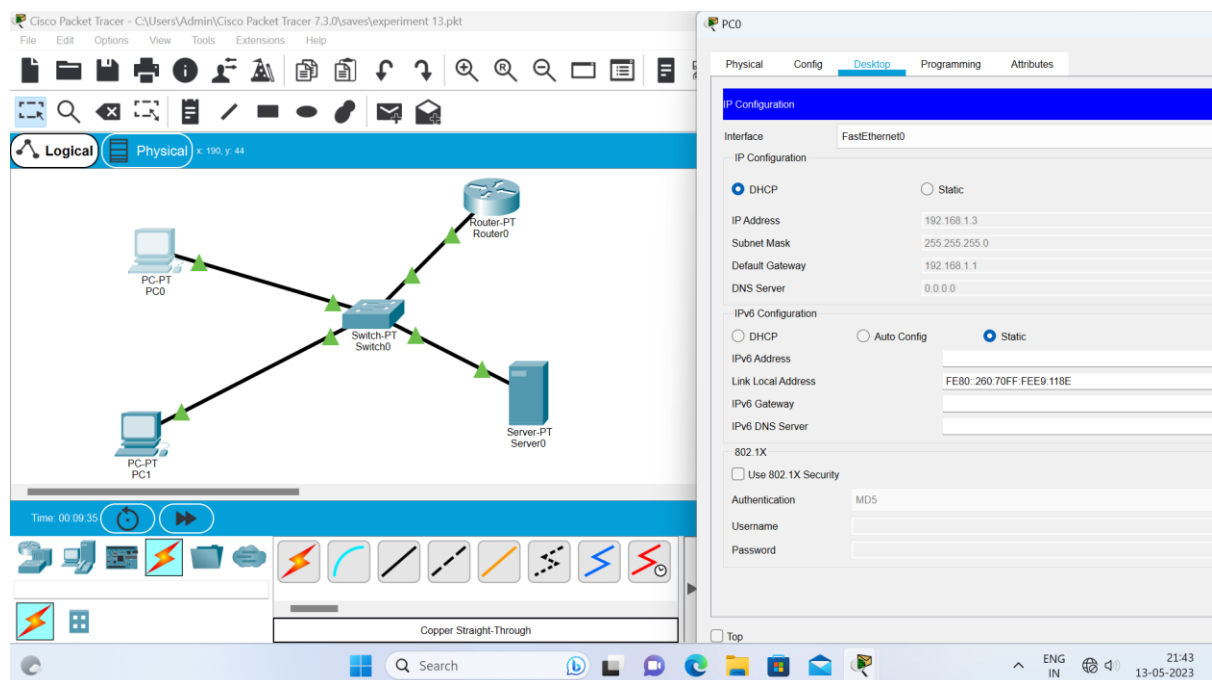 Cisco Packet Tracer - C:\Users\Admin\Cisco Packet Tracer 7.3.0\saves\experiment 13.pkt
File Edit Options View Tools Extensions Help
Logical Physical x: 190, y: 44
Router-PT
Router0
PC-PT
PC0
Switch-PT
Switch0
Server-PT
Server0
PC-PT
PC1
Time: 00:09:35
Copper Straight-Through
PC0
Physical Config Desktop Programming Attributes
IP Configuration
Interface FastEthernet0
IP Configuration
DHCP Static
IP Address 192.168.1.3
Subnet Mask 255.255.255.0
Default Gateway 192.168.1.1
DNS Server 0.0.0.0
IPv6 Configuration
DHCP Auto Config Static
IPv6 Address
Link Local Address FE80::260:70FF:FEE9:118E
IPv6 Gateway
IPv6 DNS Server
802.1X
Use 802.1X Security
Authentication MD5
Username
Password
Top
Search
ENG
IN
21:43
13-05-2023